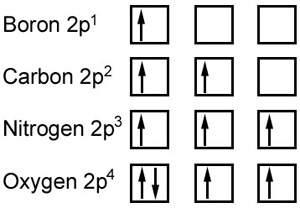 Boron 2p¹
Carbon 2p²
Nitrogen 2p³
Oxygen 2p⁴